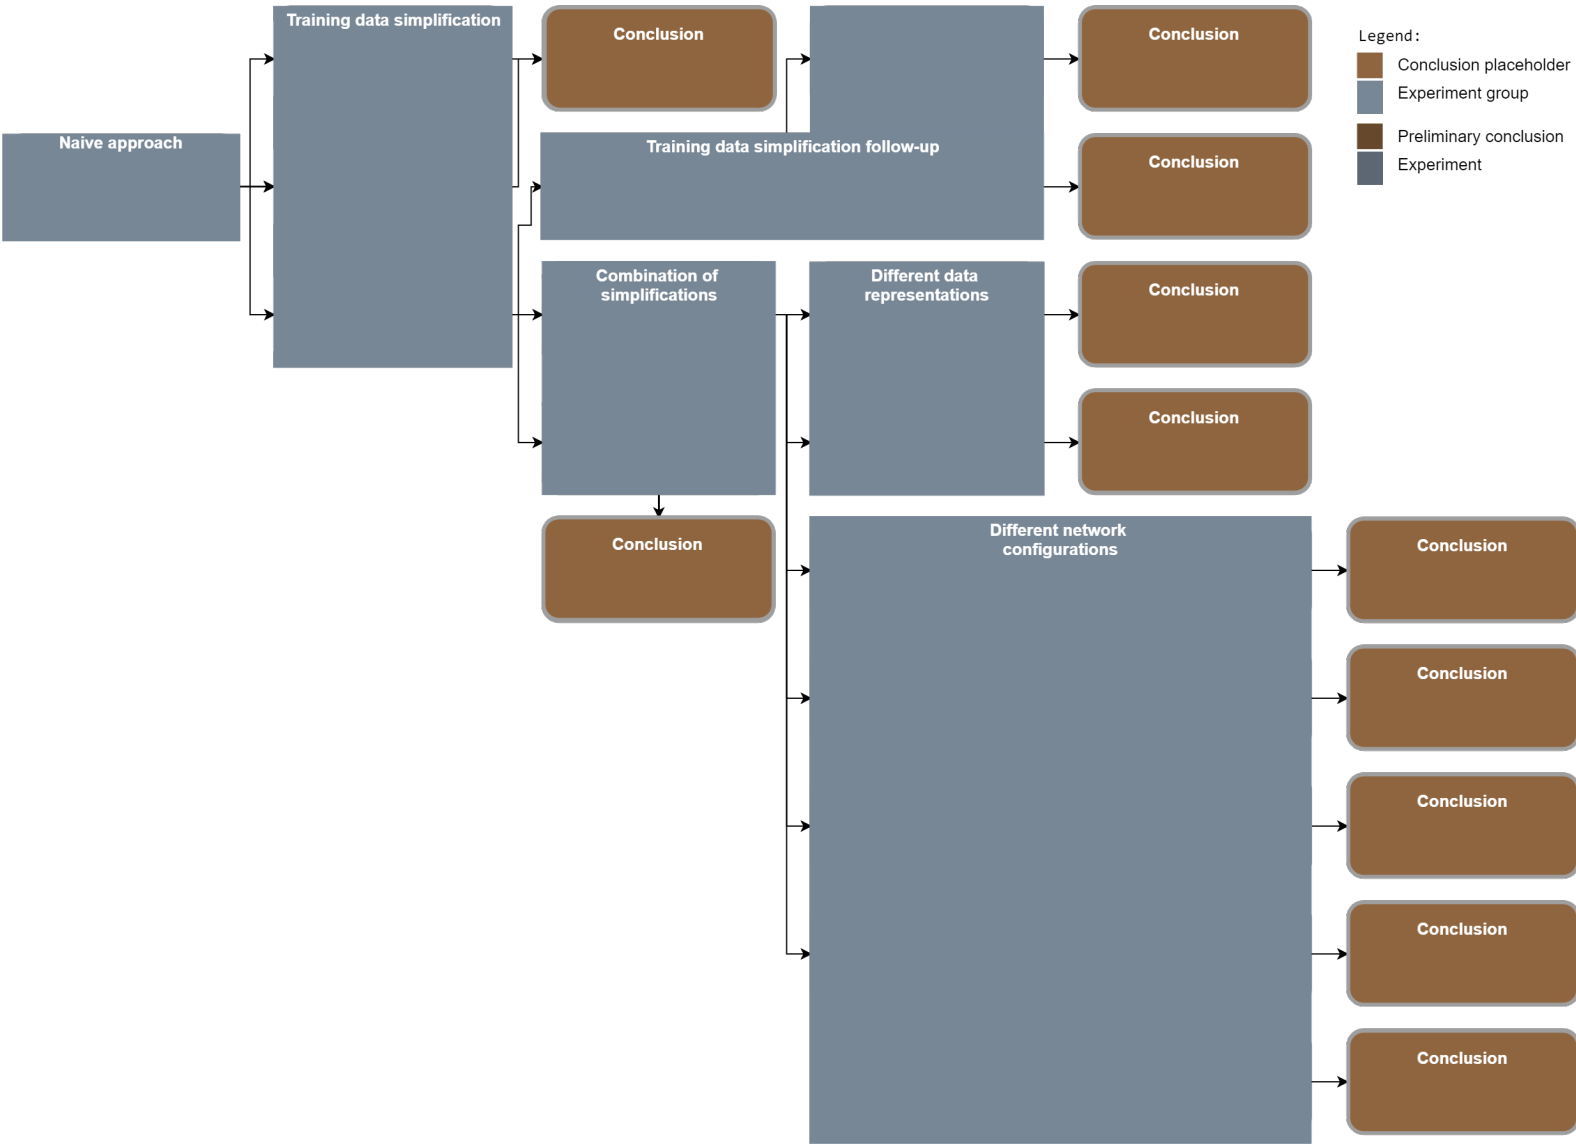 Training data simplification
Conclusion
Conclusion
Legend:
Conclusion placeholder
Experiment group
Preliminary conclusion
Experiment
Naive approach
Training data simplification follow-up
Conclusion
Combination of
simplifications
Different data
representations
Conclusion
Conclusion
Conclusion
Different network
configurations
Conclusion
Conclusion
Conclusion
Conclusion
Conclusion